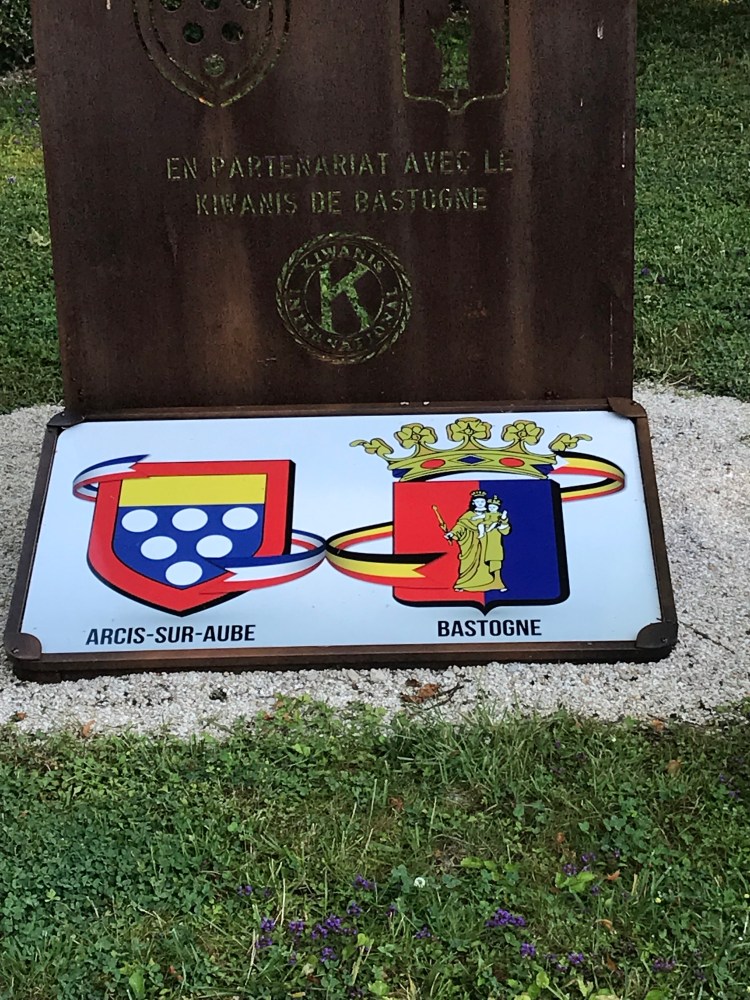 EN PARTENARIAT AVEC LE
KIWANIS DE BASTOGNE
KIWANIS
K
INTERNATIONAL
ARCIS-SUR-AUBE
BASTOGNE